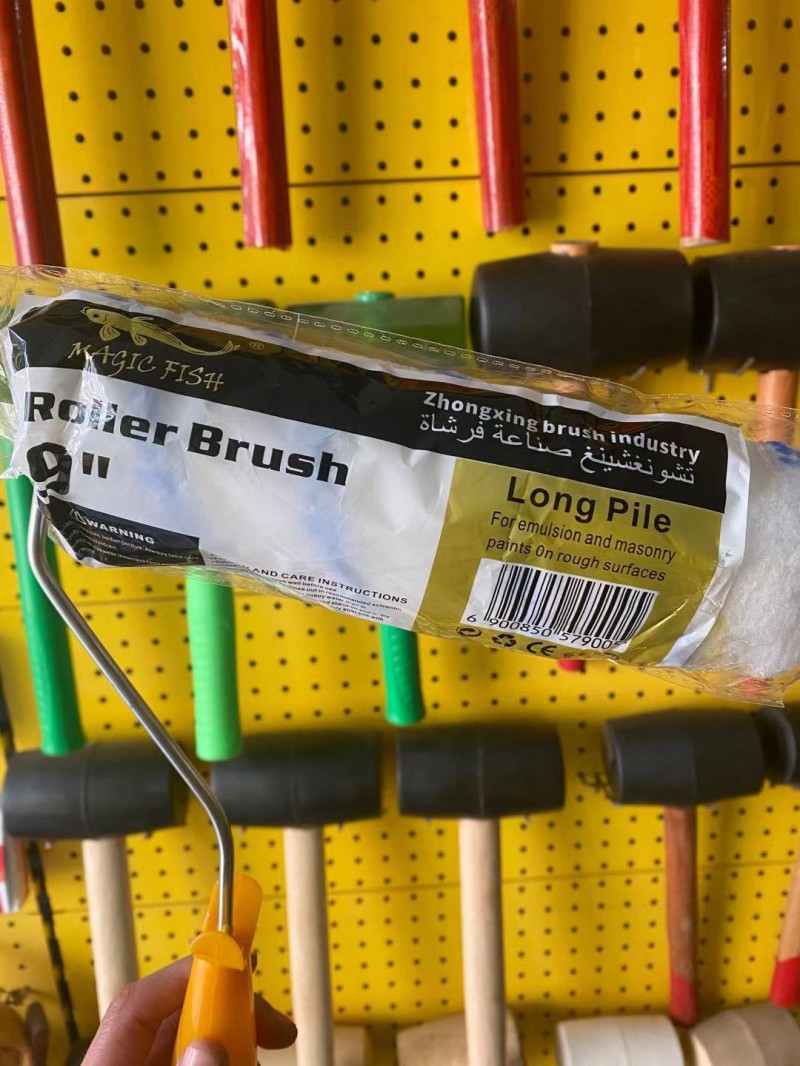 MAGIC FISH ®
Roller Brush
9"
Zhongxing brush industry
تشونغشينغ صناعة فرشاة
Long Pile
For emulsion and masonry
paints On rough surfaces
WARNING
AND CARE INSTRUCTIONS
6 900850 57900
CE